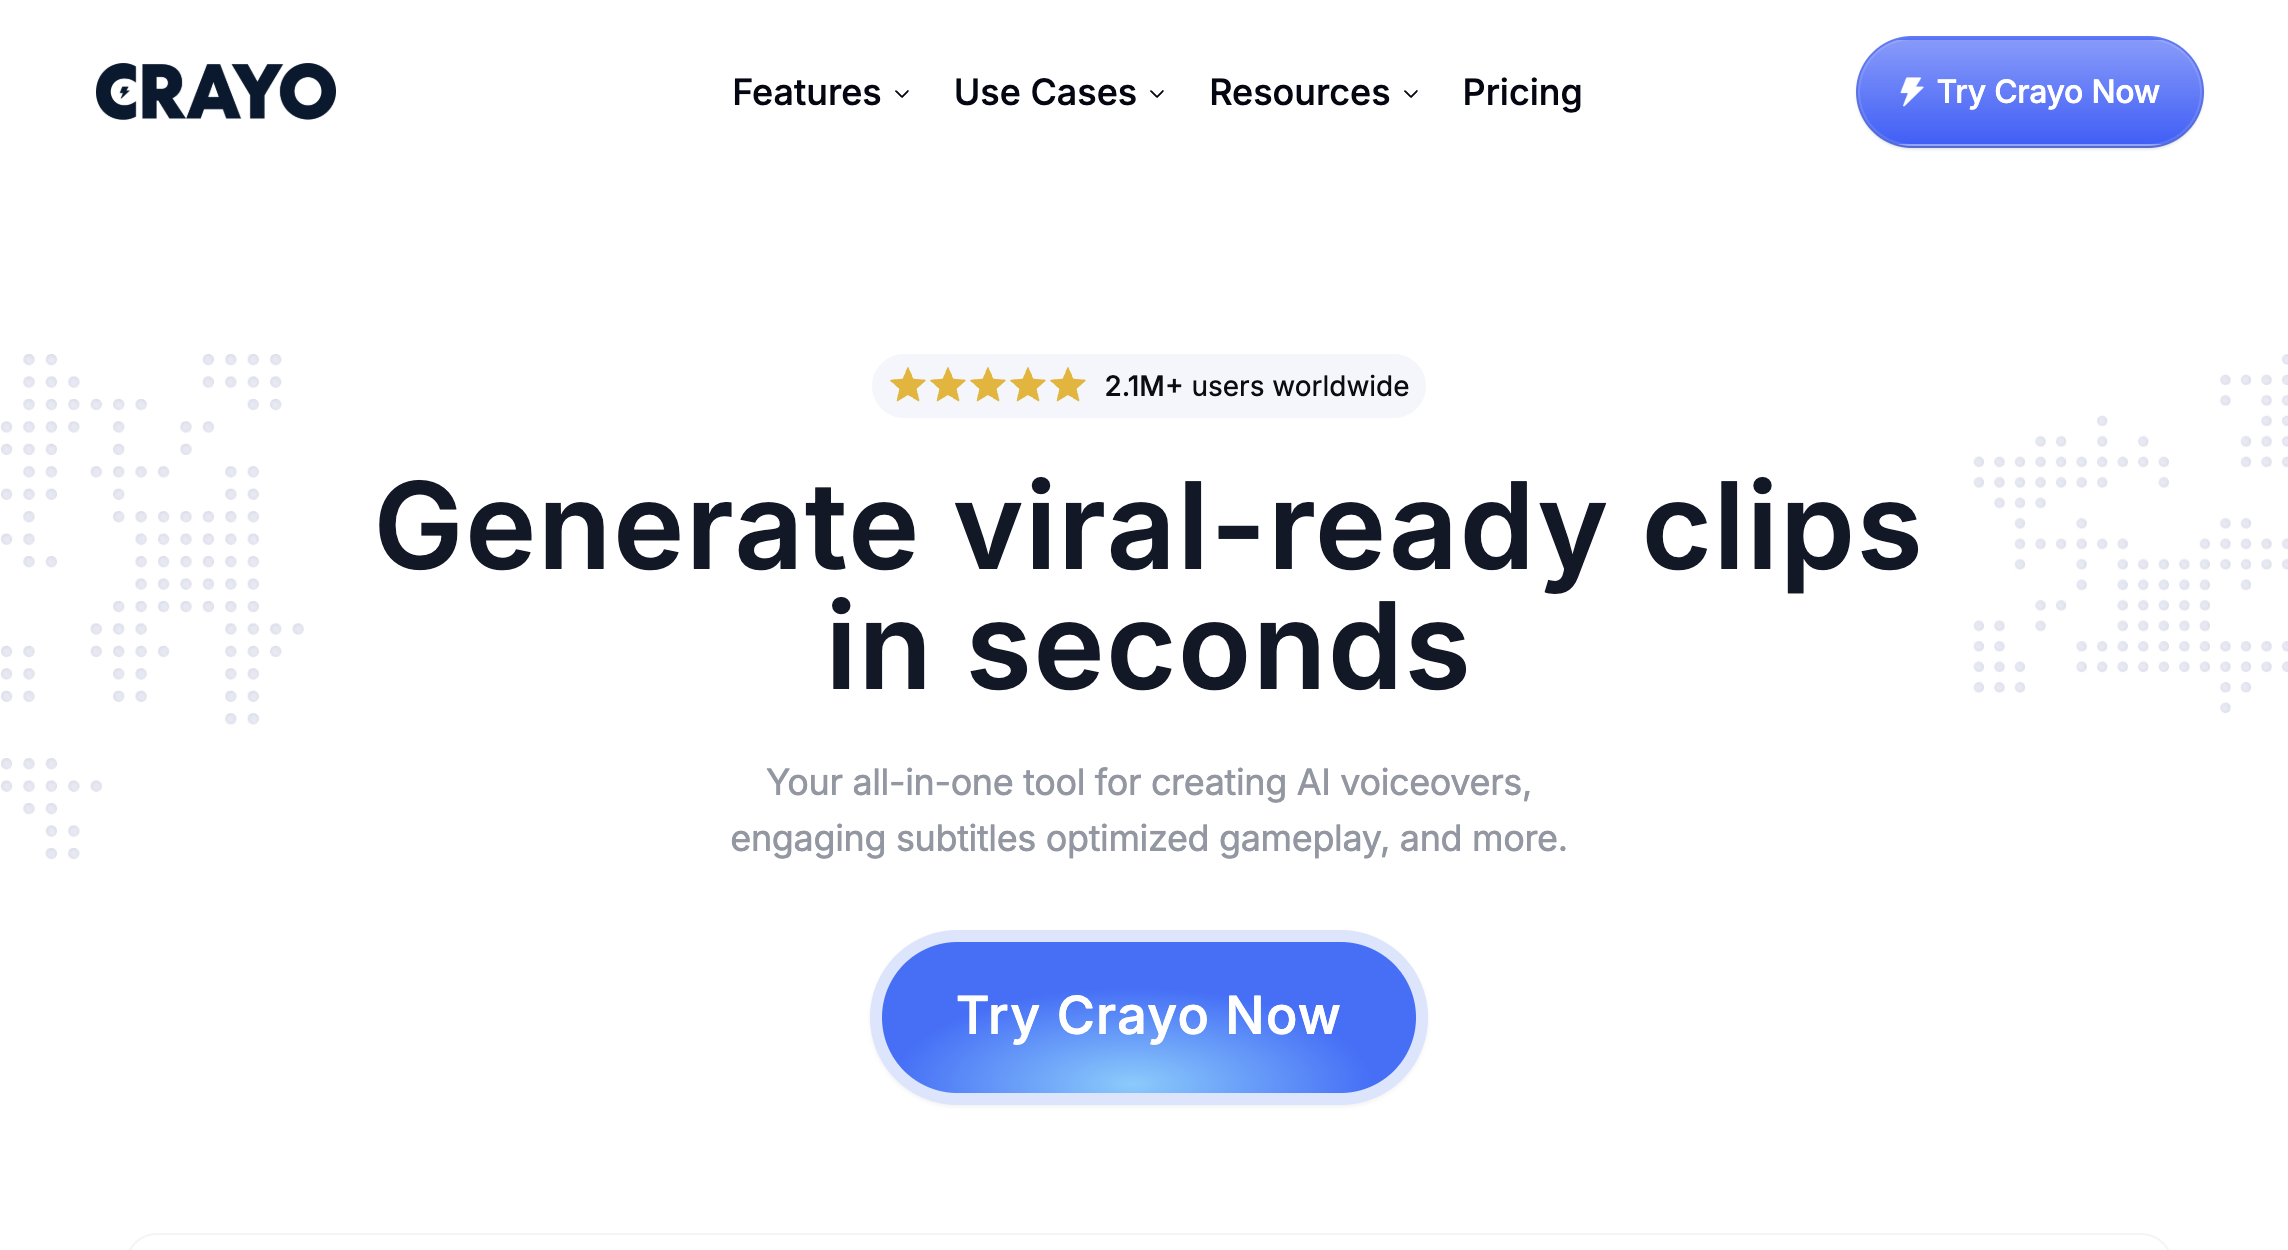 CRAYO
Features
Use Cases
Resources
Pricing
Try Crayo Now
2.1M+ users worldwide
Generate viral-ready clips
in seconds
Your all-in-one tool for creating AI voiceovers,
engaging subtitles optimized gameplay, and more.
Try Crayo Now